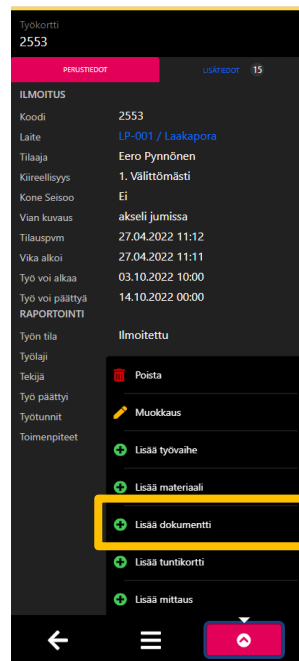 Työkortti
2553
PERUSTIEDOT LISÄTIEDOT 15
ILMOITUS
Koodi 2553
Laite LP-001 / Laakapora
Tilaaja Eero Pynnönen
Kiireellisyys 1. Välittömästi
Kone Seisoo Ei
Vian kuvaus akseli jumissa
Tilauspvm 27.04.2022 11:12
Vika alkoi 27.04.2022 11:11
Työ voi alkaa 03.10.2022 10:00
Työ voi päättyä 14.10.2022 00:00
RAPORTOINTI
Työn tila Ilmoitettu
Työlaji
Tekijä
Työ päättyi
Työtunnit
Toimenpiteet
Poista
Muokkaus
Lisää työvaihe
Lisää materiaali
Lisää dokumentti
Lisää tuntikortti
Lisää mittaus